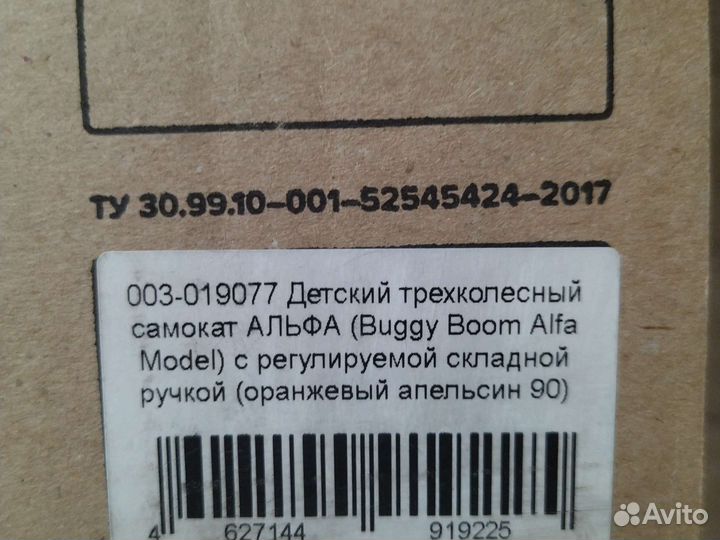 ТУ 30.99.10-001-52545424-2017
003-019077 Детский трехколесный
самокат АЛЬФА (Buggy Boom Alfa
Model) с регулируемой складной
ручкой (оранжевый апельсин 90)
4 627144 919225
Avito